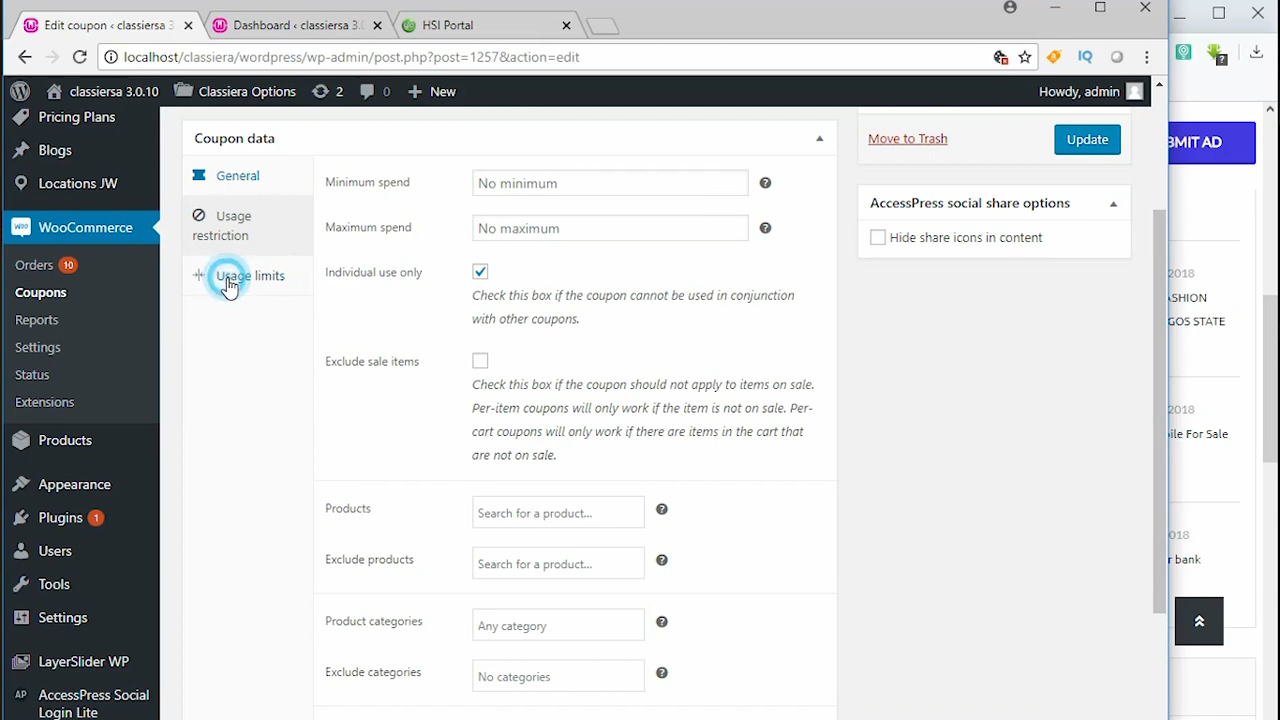 Edit coupon ‹ classiersa 3
Dashboard ‹ classiersa 3.0
HSI Portal
localhost/classiera/wordpress/wp-admin/post.php?post=1257&action=edit
IQ
?
classiersa 3.0.10
Classiera Options
2
0
New
Howdy, admin
Pricing Plans
Blogs
Locations JW
WooCommerce
Orders 10
Coupons
Reports
Settings
Status
Extensions
Products
Appearance
Plugins 1
Users
Tools
Settings
LayerSlider WP
AP AccessPress Social
Login Lite
Coupon data
General
Usage
restriction
Usage limits
Minimum spend
No minimum
?
Maximum spend
No maximum
?
Individual use only
Check this box if the coupon cannot be used in conjunction
with other coupons.
Exclude sale items
Check this box if the coupon should not apply to items on sale.
Per-item coupons will only work if the item is not on sale. Per-
cart coupons will only work if there are items in the cart that
are not on sale.
Products
Search for a product...
?
Exclude products
Search for a product...
?
Product categories
Any category
?
Exclude categories
No categories
?
Move to Trash
Update
AccessPress social share options
Hide share icons in content
BMIT AD
2018
ASHION
GOS STATE
2018
bile For Sale
2018
r bank